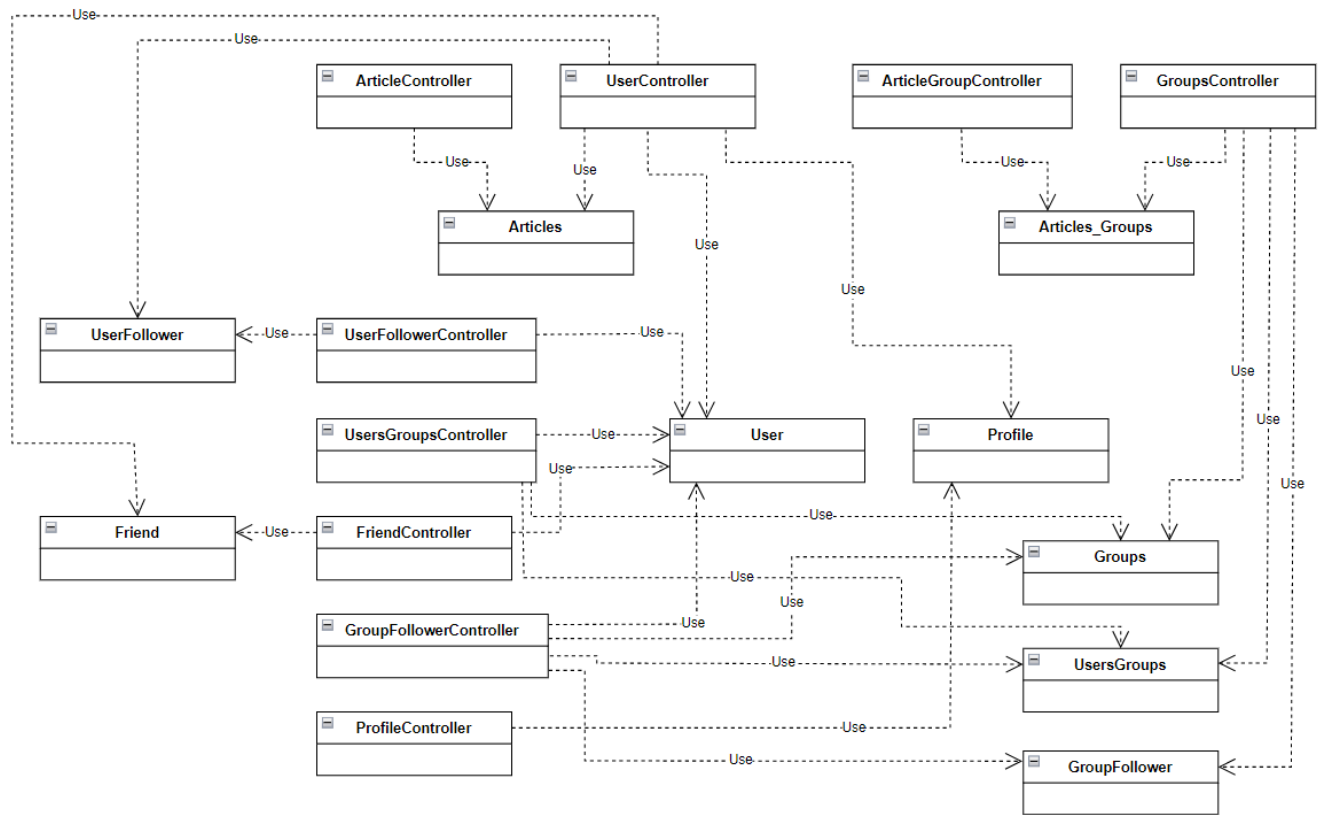 Use
Use
ArticleController
UserController
ArticleGroupController
GroupsController
Use
Use
Use
Use
Articles
Articles_Groups
Use
Use
UserFollower
Use
UserFollowerController
Use
Use
Use
UsersGroupsController
Use
User
Profile
Use
Use
Use
Friend
Use
FriendController
Groups
Use
Use
GroupFollowerController
Use
Use
UsersGroups
ProfileController
Use
Use
GroupFollower